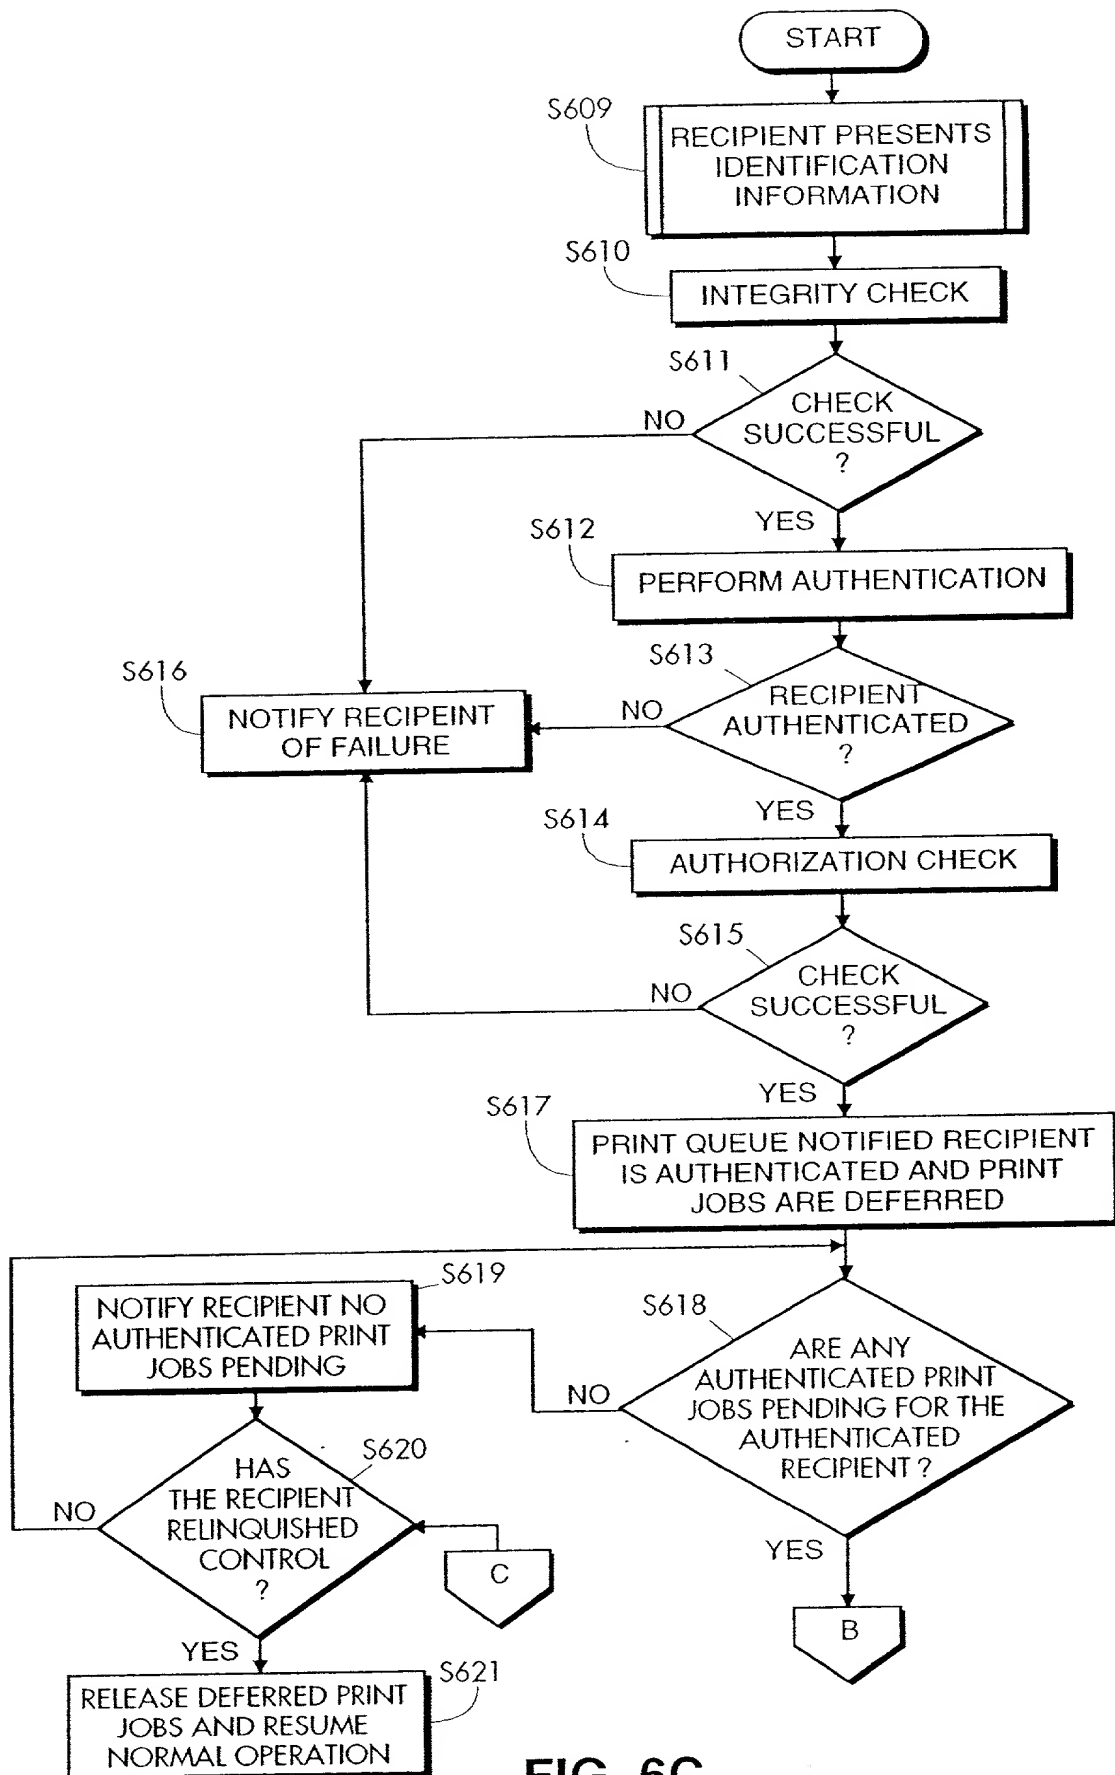 START
S609
RECIPIENT PRESENTS
IDENTIFICATION
INFORMATION
S610
INTEGRITY CHECK
S611
CHECK
SUCCESSFUL
?
NO
YES
S612
PERFORM AUTHENTICATION
S613
RECIPIENT
AUTHENTICATED
?
NO
S616
NOTIFY RECIPEINT
OF FAILURE
YES
S614
AUTHORIZATION CHECK
S615
CHECK
SUCCESSFUL
?
NO
YES
S617
PRINT QUEUE NOTIFIED RECIPIENT
IS AUTHENTICATED AND PRINT
JOBS ARE DEFERRED
S619
NOTIFY RECIPIENT NO
AUTHENTICATED PRINT
JOBS PENDING
S618
ARE ANY
AUTHENTICATED PRINT
JOBS PENDING FOR THE
AUTHENTICATED
RECIPIENT ?
NO
S620
HAS
THE RECIPIENT
RELINQUISHED
CONTROL
?
NO
C
YES
B
YES
S621
RELEASE DEFERRED PRINT
JOBS AND RESUME
NORMAL OPERATION
FIG. 6C